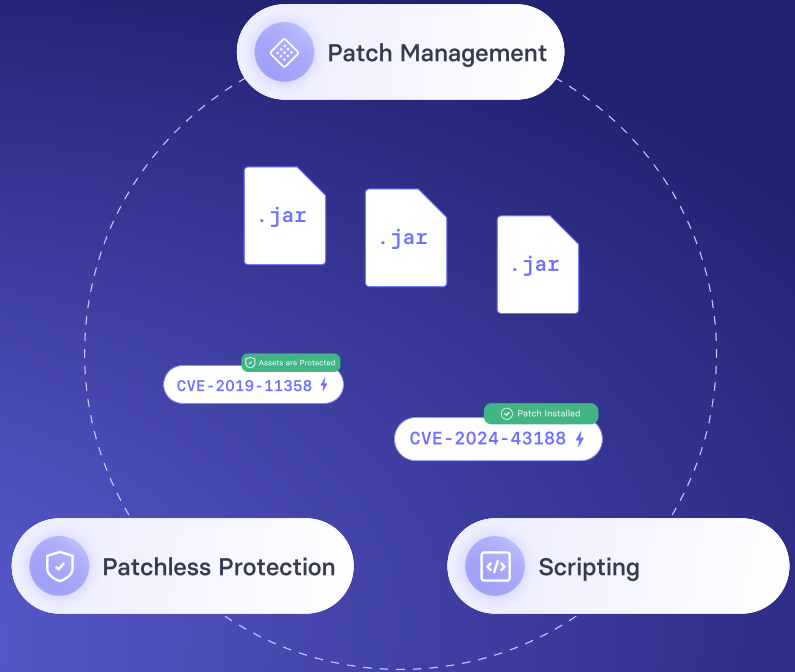 Patch Management
.jar
.jar
.jar
Assets are Protected
CVE-2019-11358
Patch Installed
CVE-2024-43188
Patchless Protection
Scripting